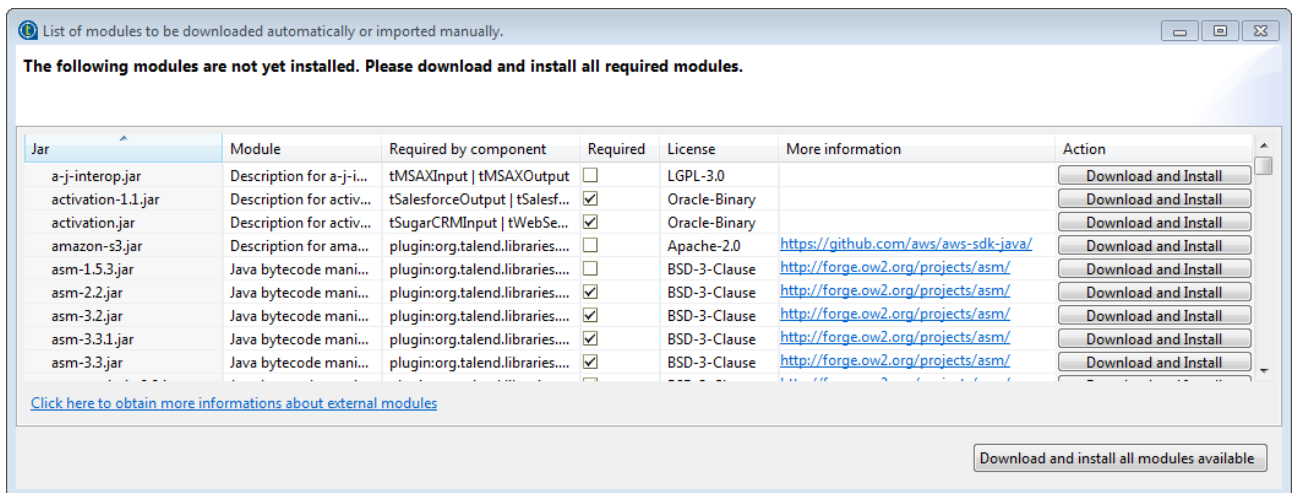 List of modules to be downloaded automatically or imported manually.
The following modules are not yet installed. Please download and install all required modules.
Jar Module Required by component Required License More information Action
a-j-interop.jar Description for a-j-i... tMSAXInput | tMSAXOutput LGPL-3.0 Download and Install
activation-1.1.jar Description for activ... tSalesforceOutput | tSalesf... Oracle-Binary Download and Install
activation.jar Description for activ... tSugarCRMInput | tWebSe... Oracle-Binary Download and Install
amazon-s3.jar Description for ama... plugin:org.talend.libraries.... Apache-2.0 https://github.com/aws/aws-sdk-java/ Download and Install
asm-1.5.3.jar Java bytecode mani... plugin:org.talend.libraries.... BSD-3-Clause http://forge.ow2.org/projects/asm/ Download and Install
asm-2.2.jar Java bytecode mani... plugin:org.talend.libraries.... BSD-3-Clause http://forge.ow2.org/projects/asm/ Download and Install
asm-3.2.jar Java bytecode mani... plugin:org.talend.libraries.... BSD-3-Clause http://forge.ow2.org/projects/asm/ Download and Install
asm-3.3.1.jar Java bytecode mani... plugin:org.talend.libraries.... BSD-3-Clause http://forge.ow2.org/projects/asm/ Download and Install
asm-3.3.jar Java bytecode mani... plugin:org.talend.libraries.... BSD-3-Clause http://forge.ow2.org/projects/asm/ Download and Install
Click here to obtain more informations about external modules
Download and install all modules available